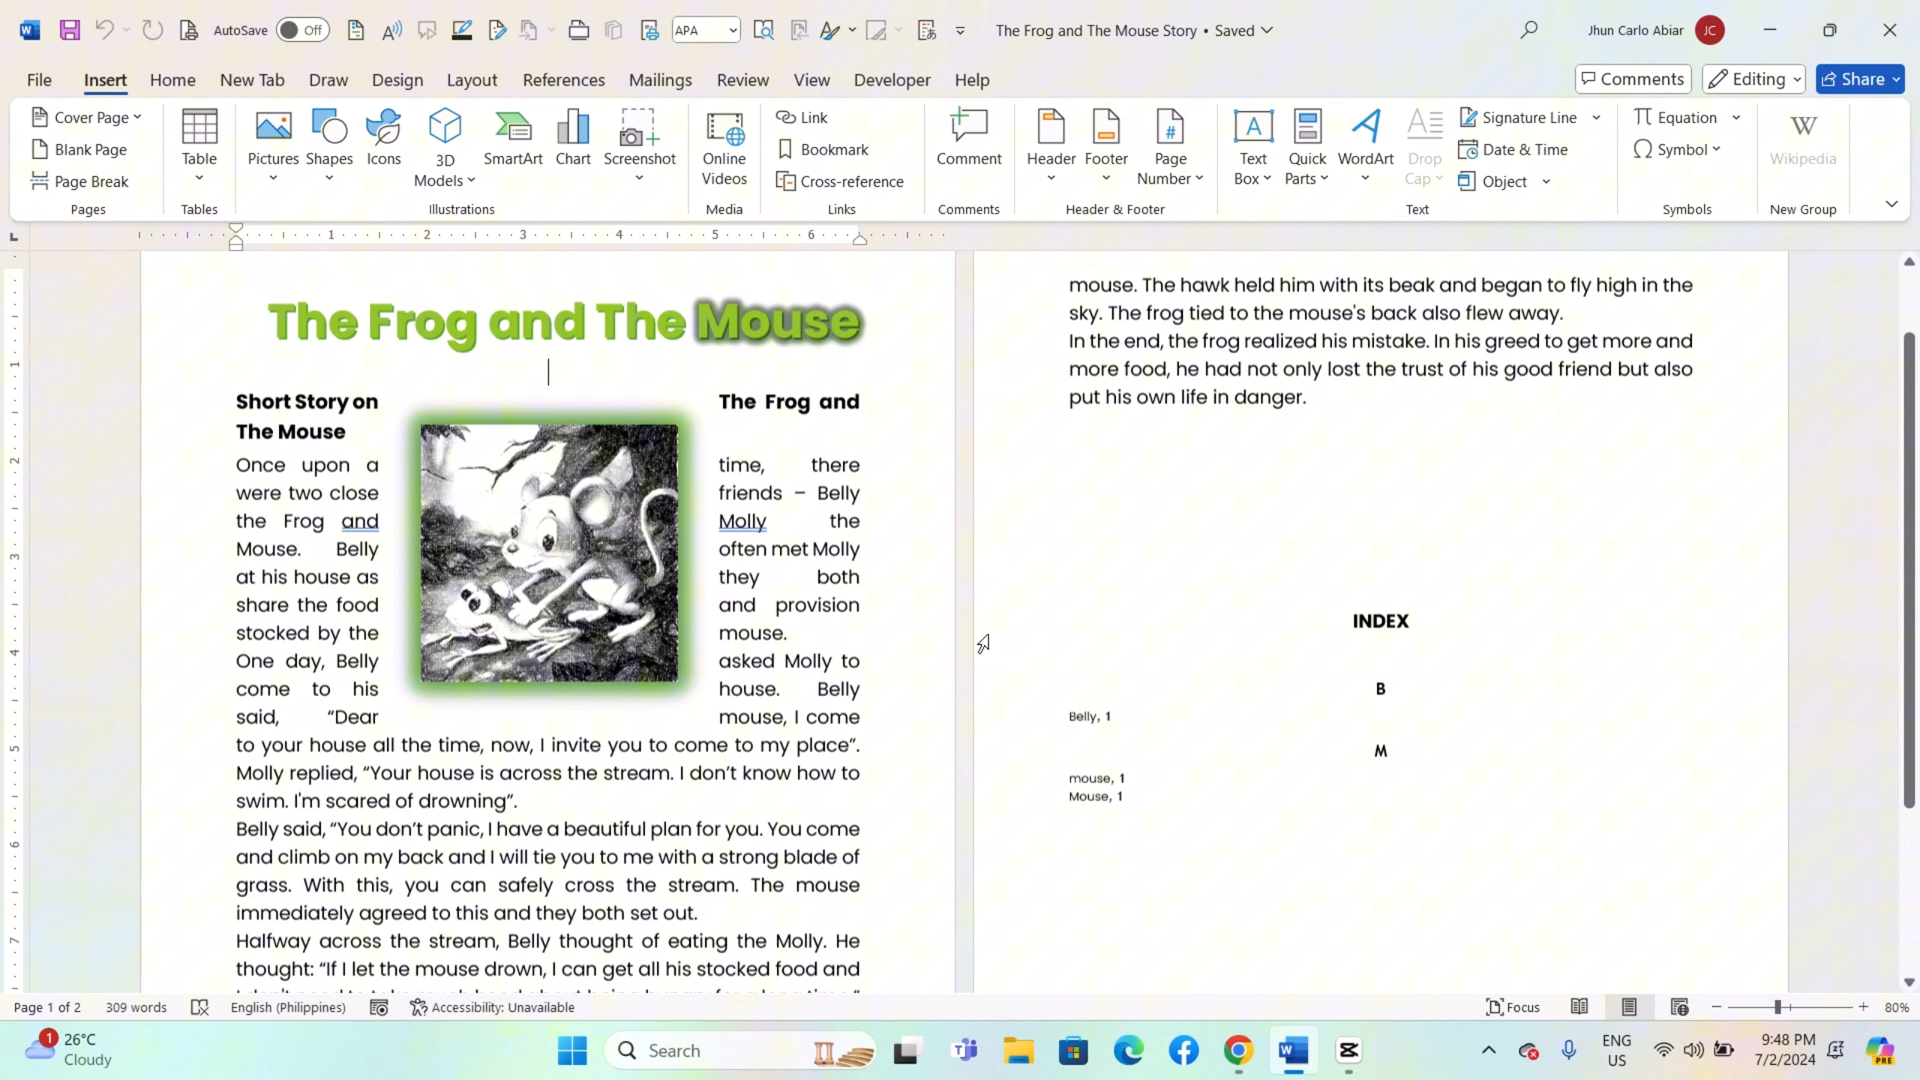 AutoSave Off APA The Frog and The Mouse Story • Saved Jhun Carlo Abiar JC
File Insert Home New Tab Draw Design Layout References Mailings Review View Developer Help Comments Editing Share
Cover Page
Blank Page
Page Break
Pages
Table
Tables
Pictures Shapes Icons 3D Models SmartArt Chart Screenshot
Illustrations
Online Videos
Media
Link
Bookmark
Cross-reference
Links
Comment
Comments
Header Footer Page Number
Header & Footer
Text Box Quick Parts WordArt Drop Cap
Signature Line
Date & Time
Object
Text
Equation
Symbol
Symbols
Wikipedia
New Group
1 2 3 4 5 6
1
2
3
4
5
6
7
The Frog and The Mouse
Short Story on The Frog and
The Mouse
Once upon a time, there
were two close friends – Belly
the Frog and Molly the
Mouse. Belly often met Molly
at his house as they both
share the food and provision
stocked by the mouse.
One day, Belly asked Molly to
come to his house. Belly
said, “Dear mouse, I come
to your house all the time, now, I invite you to come to my place”.
Molly replied, “Your house is across the stream. I don’t know how to
swim. I'm scared of drowning”.
Belly said, “You don’t panic, I have a beautiful plan for you. You come
and climb on my back and I will tie you to me with a strong blade of
grass. With this, you can safely cross the stream. The mouse
immediately agreed to this and they both set out.
Halfway across the stream, Belly thought of eating the Molly. He
thought: “If I let the mouse drown, I can get all his stocked food and
mouse. The hawk held him with its beak and began to fly high in the
sky. The frog tied to the mouse's back also flew away.
In the end, the frog realized his mistake. In his greed to get more and
more food, he had not only lost the trust of his good friend but also
put his own life in danger.
INDEX
B
Belly, 1
M
mouse, 1
Mouse, 1
Page 1 of 2 309 words English (Philippines) Accessibility: Unavailable Focus 80%
1 26°C
Cloudy
Search
ENG
US
9:48 PM
7/2/2024
PRE